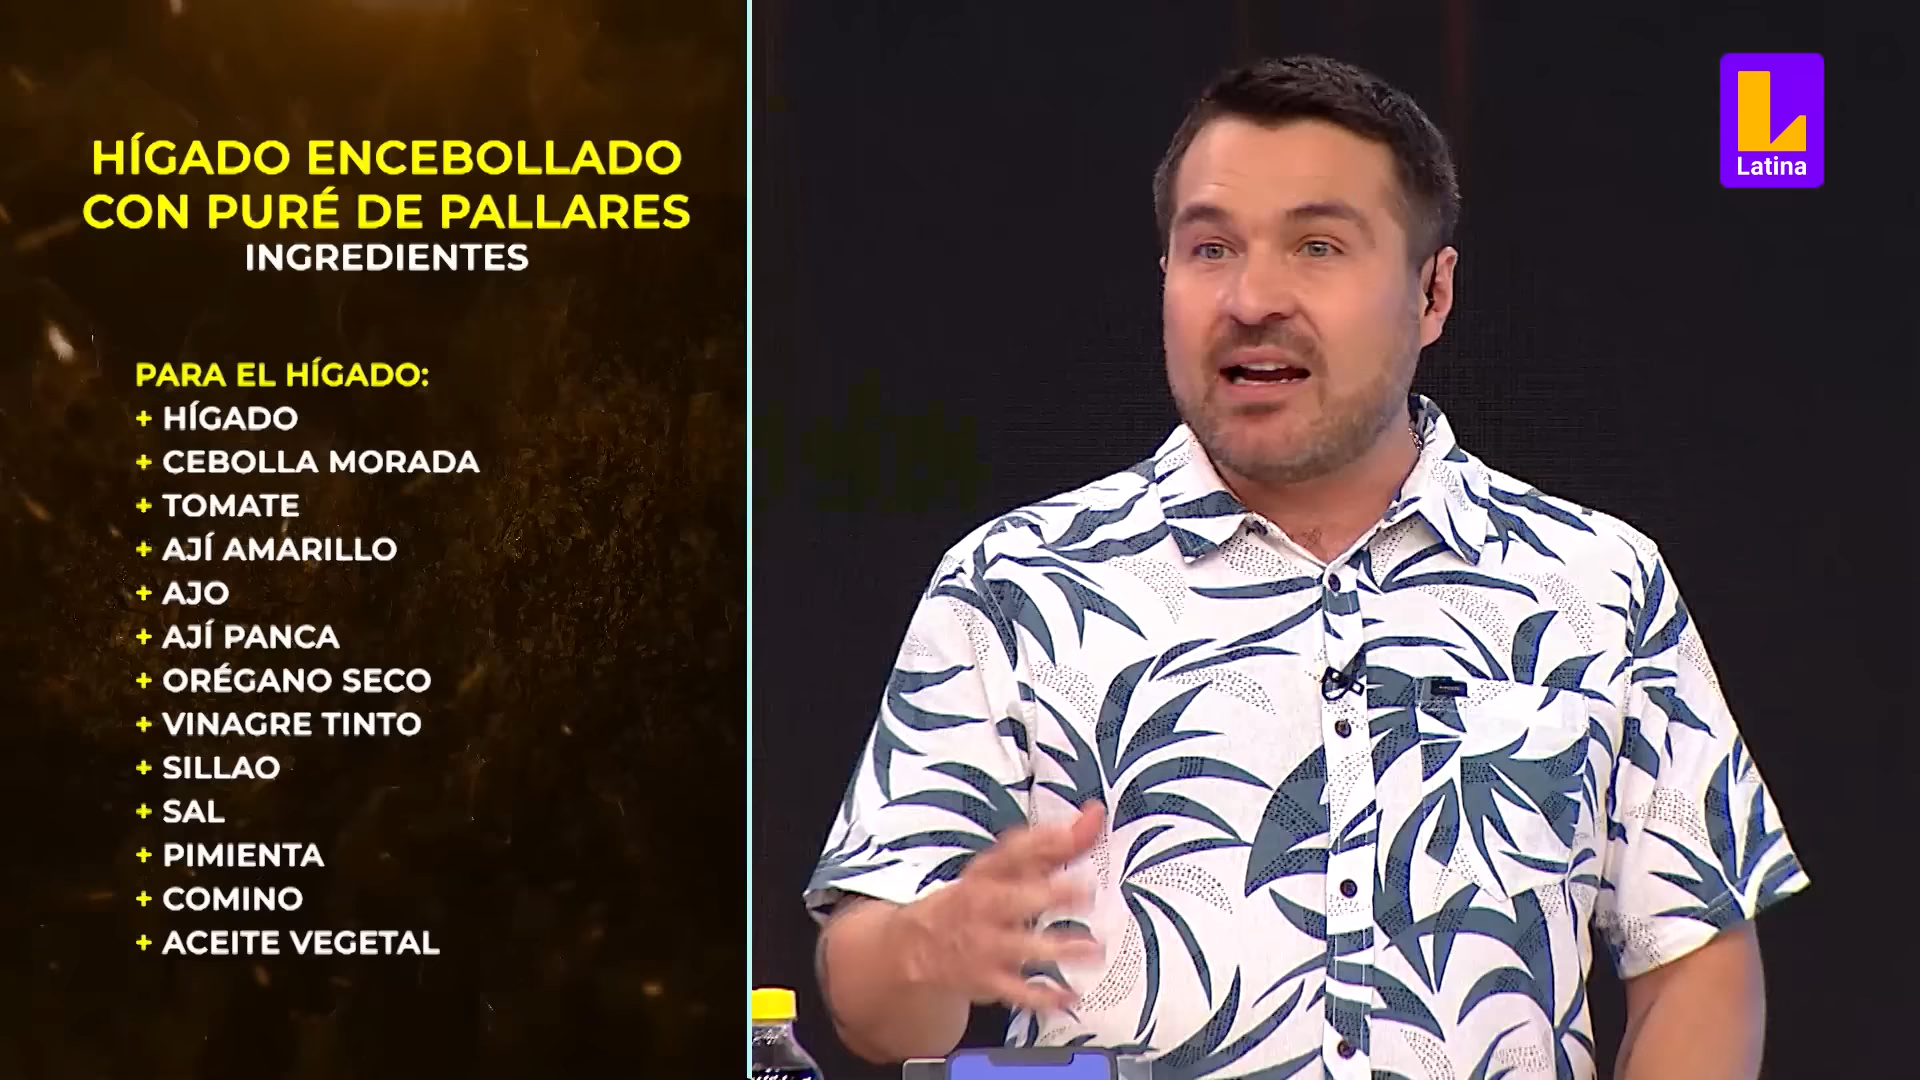 HÍGADO ENCEBOLLADO
CON PURÉ DE PALLARES
INGREDIENTES
PARA EL HÍGADO:
+ HÍGADO
+ CEBOLLA MORADA
+ TOMATE
+ AJÍ AMARILLO
+ AJO
+ AJÍ PANCA
+ ORÉGANO SECO
+ VINAGRE TINTO
+ SILLAO
+ SAL
+ PIMIENTA
+ COMINO
+ ACEITE VEGETAL
Latina